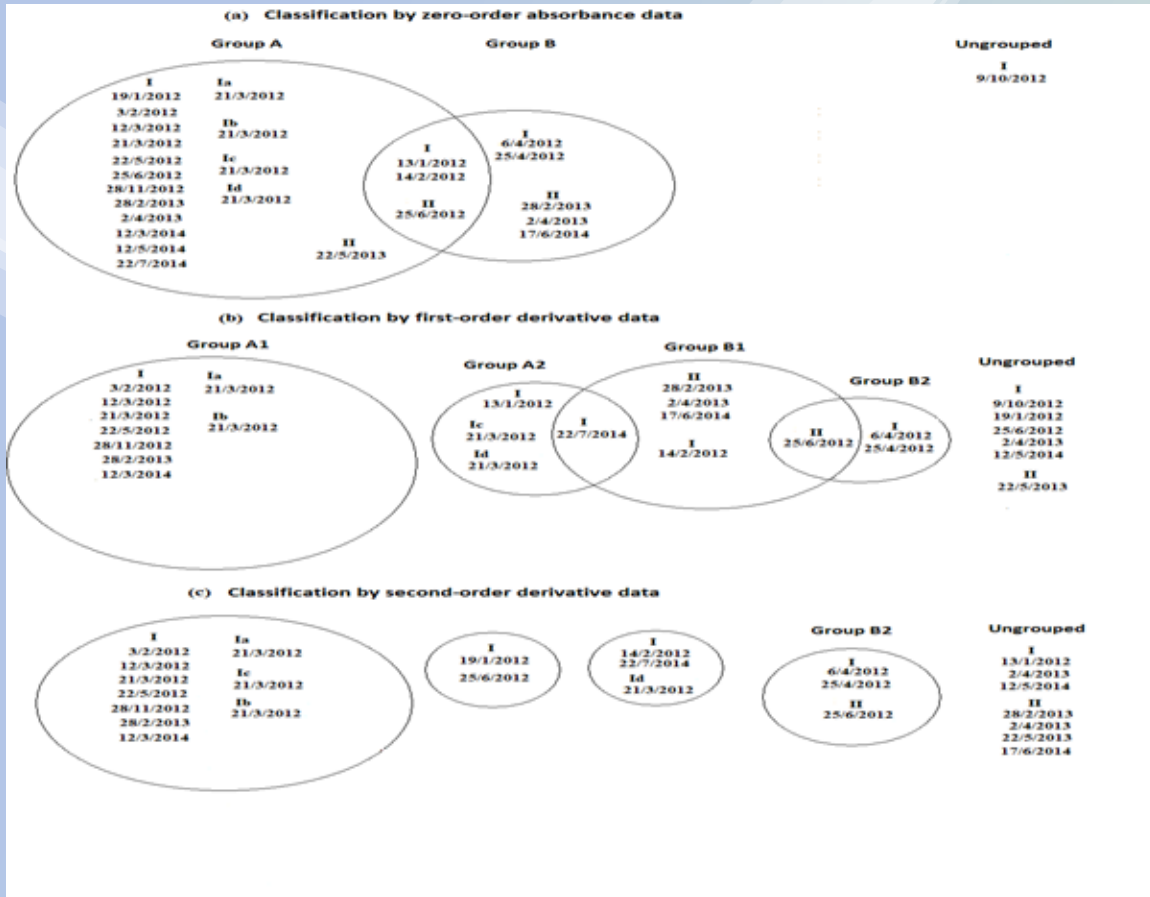 (a) Classification by zero-order absorbance data
Group A
Group B
Ungrouped
I
19/1/2012
3/2/2012
12/3/2012
21/3/2012
22/5/2012
25/6/2012
28/11/2012
28/2/2013
2/4/2013
12/3/2014
12/5/2014
22/7/2014
Ia
21/3/2012
Ib
21/3/2012
Ic
21/3/2012
Id
21/3/2012
II
22/5/2013
I
13/1/2012
14/2/2012
II
25/6/2012
I
6/4/2012
25/4/2012
II
28/2/2013
2/4/2013
17/6/2014
I
9/10/2012
(b) Classification by first-order derivative data
Group A1
I
3/2/2012
12/3/2012
21/3/2012
22/5/2012
28/11/2012
28/2/2013
12/3/2014
Ia
21/3/2012
Ib
21/3/2012
Group A2
I
13/1/2012
Ic
21/3/2012
Id
21/3/2012
I
22/7/2014
Group B1
II
28/2/2013
2/4/2013
17/6/2014
I
14/2/2012
II
25/6/2012
Group B2
I
6/4/2012
25/4/2012
Ungrouped
I
9/10/2012
19/1/2012
25/6/2012
2/4/2013
12/5/2014
II
22/5/2013
(c) Classification by second-order derivative data
I
3/2/2012
12/3/2012
21/3/2012
22/5/2012
28/11/2012
28/2/2013
12/3/2014
Ia
21/3/2012
Ic
21/3/2012
Ib
21/3/2012
I
19/1/2012
25/6/2012
I
14/2/2012
22/7/2014
Id
21/3/2012
Group B2
I
6/4/2012
25/4/2012
II
25/6/2012
Ungrouped
I
13/1/2012
2/4/2013
12/5/2014
II
28/2/2013
2/4/2013
22/5/2013
17/6/2014